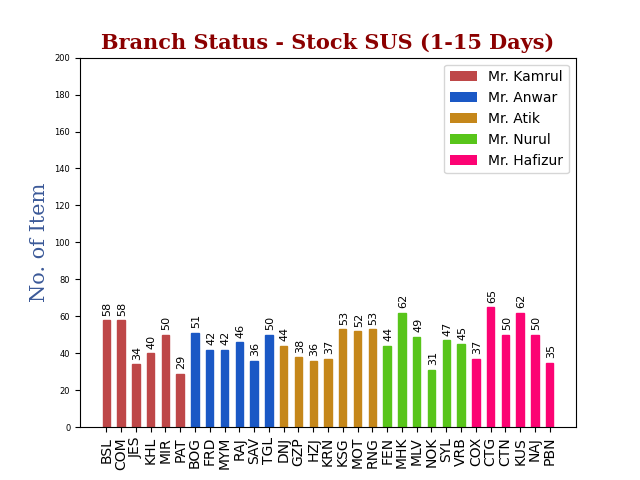 Branch Status - Stock SUS (1-15 Days)
No. of Item
200
180
160
140
120
100
80
60
40
20
0
Mr. Kamrul
Mr. Anwar
Mr. Atik
Mr. Nurul
Mr. Hafizur
58 58 34 40 50 29 51 42 42 46 36 50 44 38 36 37 53 52 53 44 62 49 31 47 45 37 65 50 62 50 35
BSL COM JES KHL MIR PAT BOG FRD MYM RAJ SAV TGL DNJ GZP HZJ KRN KSG MOT RNG FEN MHK MLV NOK SYL VRB COX CTG CTN KUS NAJ PBN